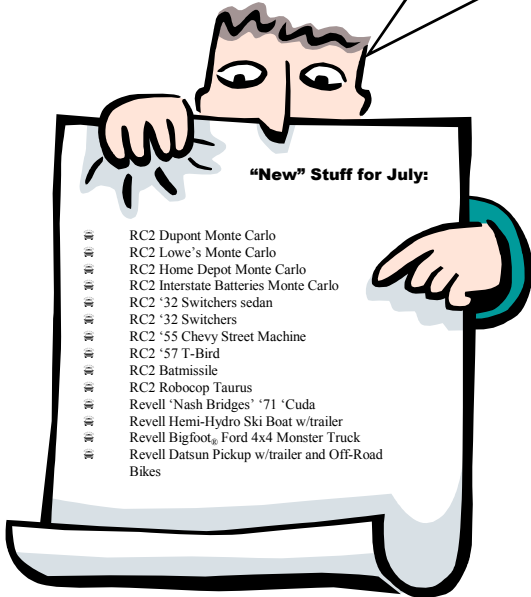 “New” Stuff for July:
RC2 Dupont Monte Carlo
RC2 Lowe’s Monte Carlo
RC2 Home Depot Monte Carlo
RC2 Interstate Batteries Monte Carlo
RC2 ‘32 Switchers sedan
RC2 ‘32 Switchers
RC2 ‘55 Chevy Street Machine
RC2 ‘57 T-Bird
RC2 Batmissile
RC2 Robocop Taurus
Revell ‘Nash Bridges’ ‘71 ‘Cuda
Revell Hemi-Hydro Ski Boat w/trailer
Revell Bigfoot® Ford 4x4 Monster Truck
Revell Datsun Pickup w/trailer and Off-Road
Bikes